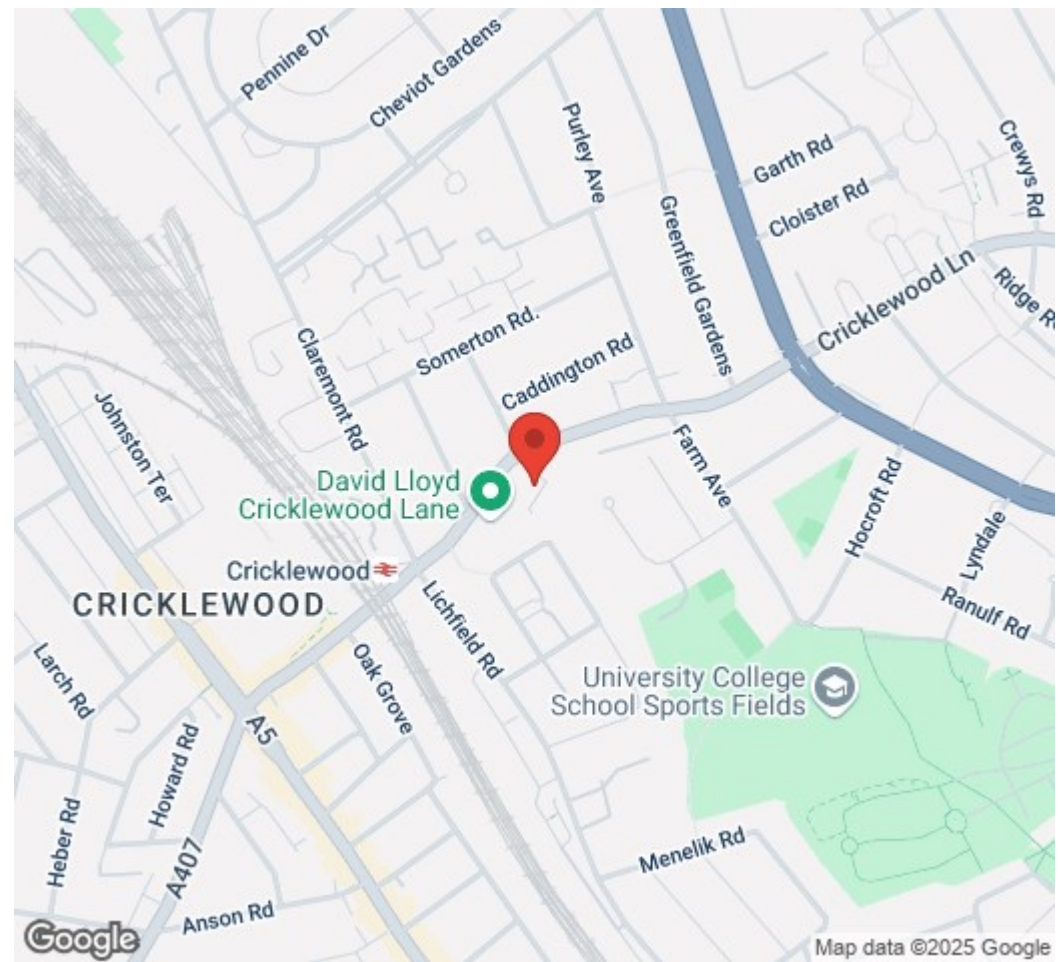 Pennine Dr
Cheviot Gardens
Purley Ave
Garth Rd
Crewys Rd
Cloister Rd
Greenfield Gardens
Cricklewood Ln
Ridge R
Somerton Rd.
Claremont Rd
Caddington Rd
Johnston Ter
Farm Ave
David Lloyd
Cricklewood Lane
Hocroft Rd
Lyndale
Cricklewood
CRICKLEWOOD
Lichfield Rd
Ranulf Rd
Larch Rd
Oak Grove
University College
School Sports Fields
A5
Howard Rd
Heber Rd
A407
Menelik Rd
Anson Rd
Google
Map data ©2025 Google